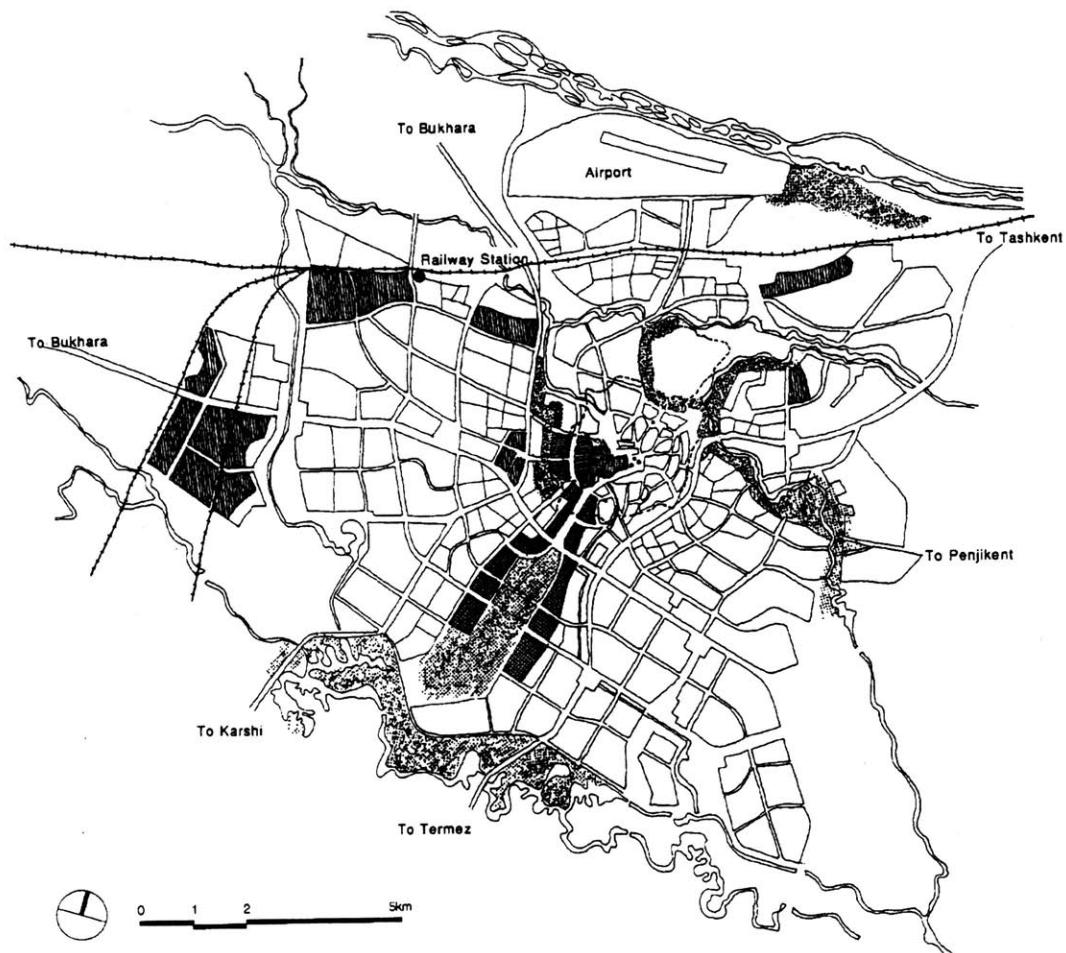 To Bukhara
Airport
To Tashkent
Railway Station
To Bukhara
To Penjikent
To Karshi
To Termez
0 1 2 5km